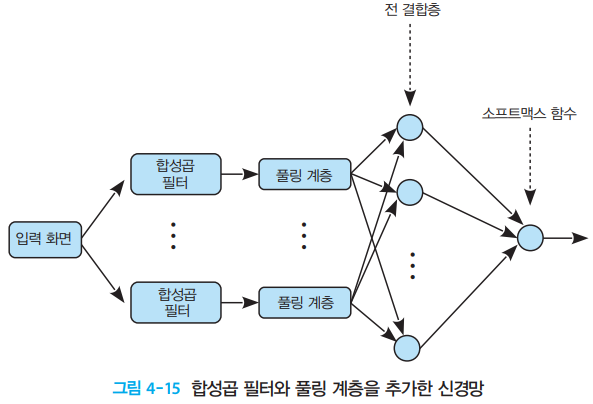 전 결합층
소프트맥스 함수
합성곱
필터
풀링 계층
입력 화면
합성곱
필터
풀링 계층
그림 4-15 합성곱 필터와 풀링 계층을 추가한 신경망